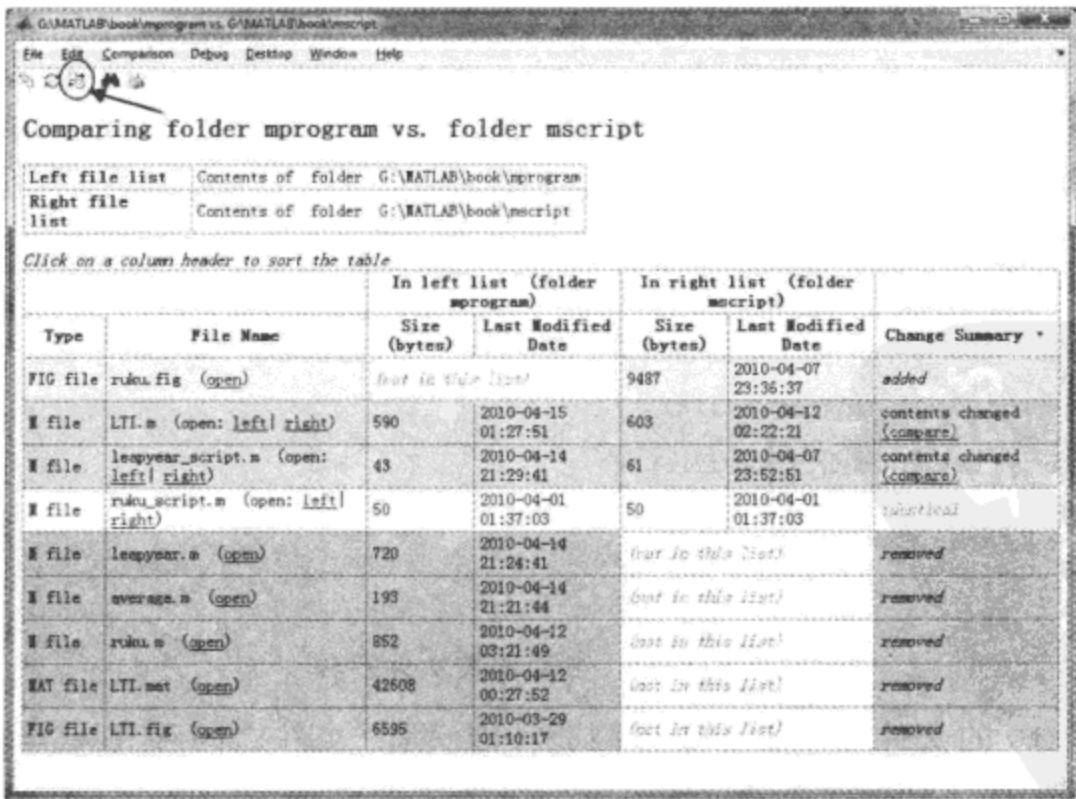 G:\MATLAB\book\mprogram vs. G:\MATLAB\book\mscript
File Edit Comparison Debug Desktop Window Help
Comparing folder mprogram vs. folder mscript
Left file list Contents of folder G:\MATLAB\book\mprogram
Right file
list Contents of folder G:\MATLAB\book\mscript
Click on a column header to sort the table
In left list (folder
mprogram) In right list (folder
mscript)
Type File Name Size
(bytes) Last Modified
Date Size
(bytes) Last Modified
Date Change Summary
FIG file ruku.fig (open) (not in this list) 9487 2010-04-07
23:36:37 added
M file LTI.m (open: left| right) 590 2010-04-15
01:27:51 603 2010-04-12
02:22:21 contents changed
(compare)
M file leapyear_script.m (open:
left| right) 43 2010-04-14
21:29:41 61 2010-04-07
23:52:51 contents changed
(compare)
M file ruku_script.m (open: left|
right) 50 2010-04-01
01:37:03 50 2010-04-01
01:37:03 identical
M file leapyear.m (open) 720 2010-04-14
21:24:41 (not in this list) removed
M file average.m (open) 193 2010-04-14
21:21:44 (not in this list) removed
M file ruku.m (open) 852 2010-04-12
03:21:49 (not in this list) removed
MAT file LTI.mat (open) 42608 2010-04-12
00:27:52 (not in this list) removed
FIG file LTI.fig (open) 6595 2010-03-29
01:10:17 (not in this list) removed